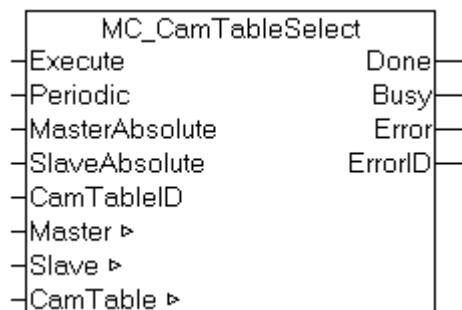 MC_CamTableSelect
Execute Done
Periodic Busy
MasterAbsolute Error
SlaveAbsolute ErrorID
CamTableID
Master ▹
Slave ▹
CamTable ▹